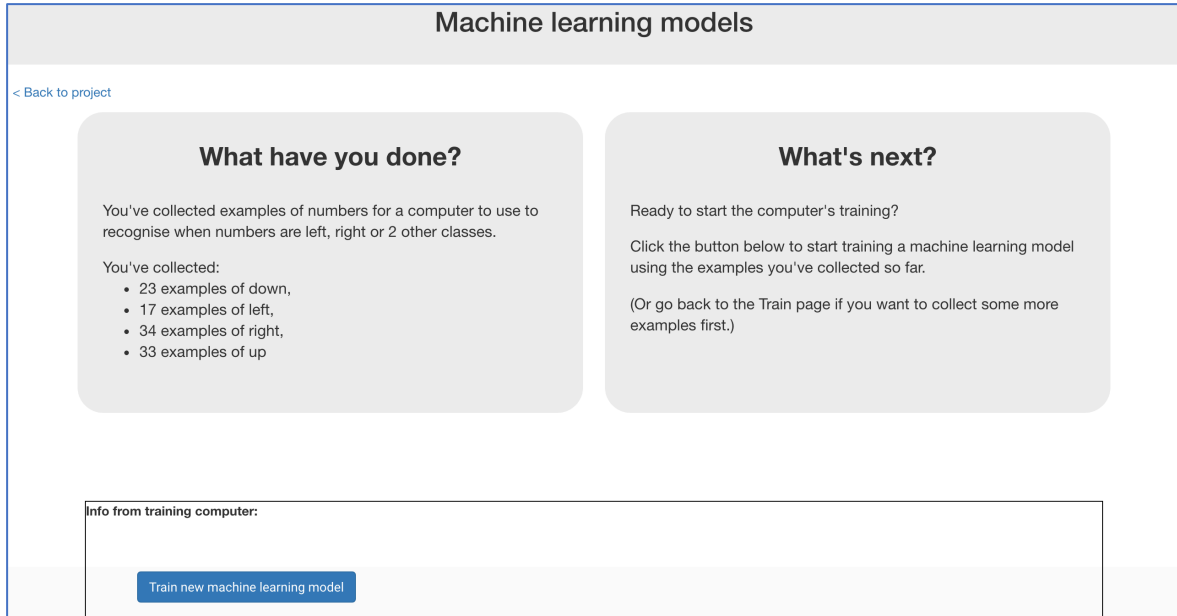 Machine learning models
< Back to project
What have you done?
You've collected examples of numbers for a computer to use to
recognise when numbers are left, right or 2 other classes.
You've collected:
• 23 examples of down,
• 17 examples of left,
• 34 examples of right,
• 33 examples of up
What's next?
Ready to start the computer's training?
Click the button below to start training a machine learning model
using the examples you've collected so far.
(Or go back to the Train page if you want to collect some more
examples first.)
Info from training computer:
Train new machine learning model